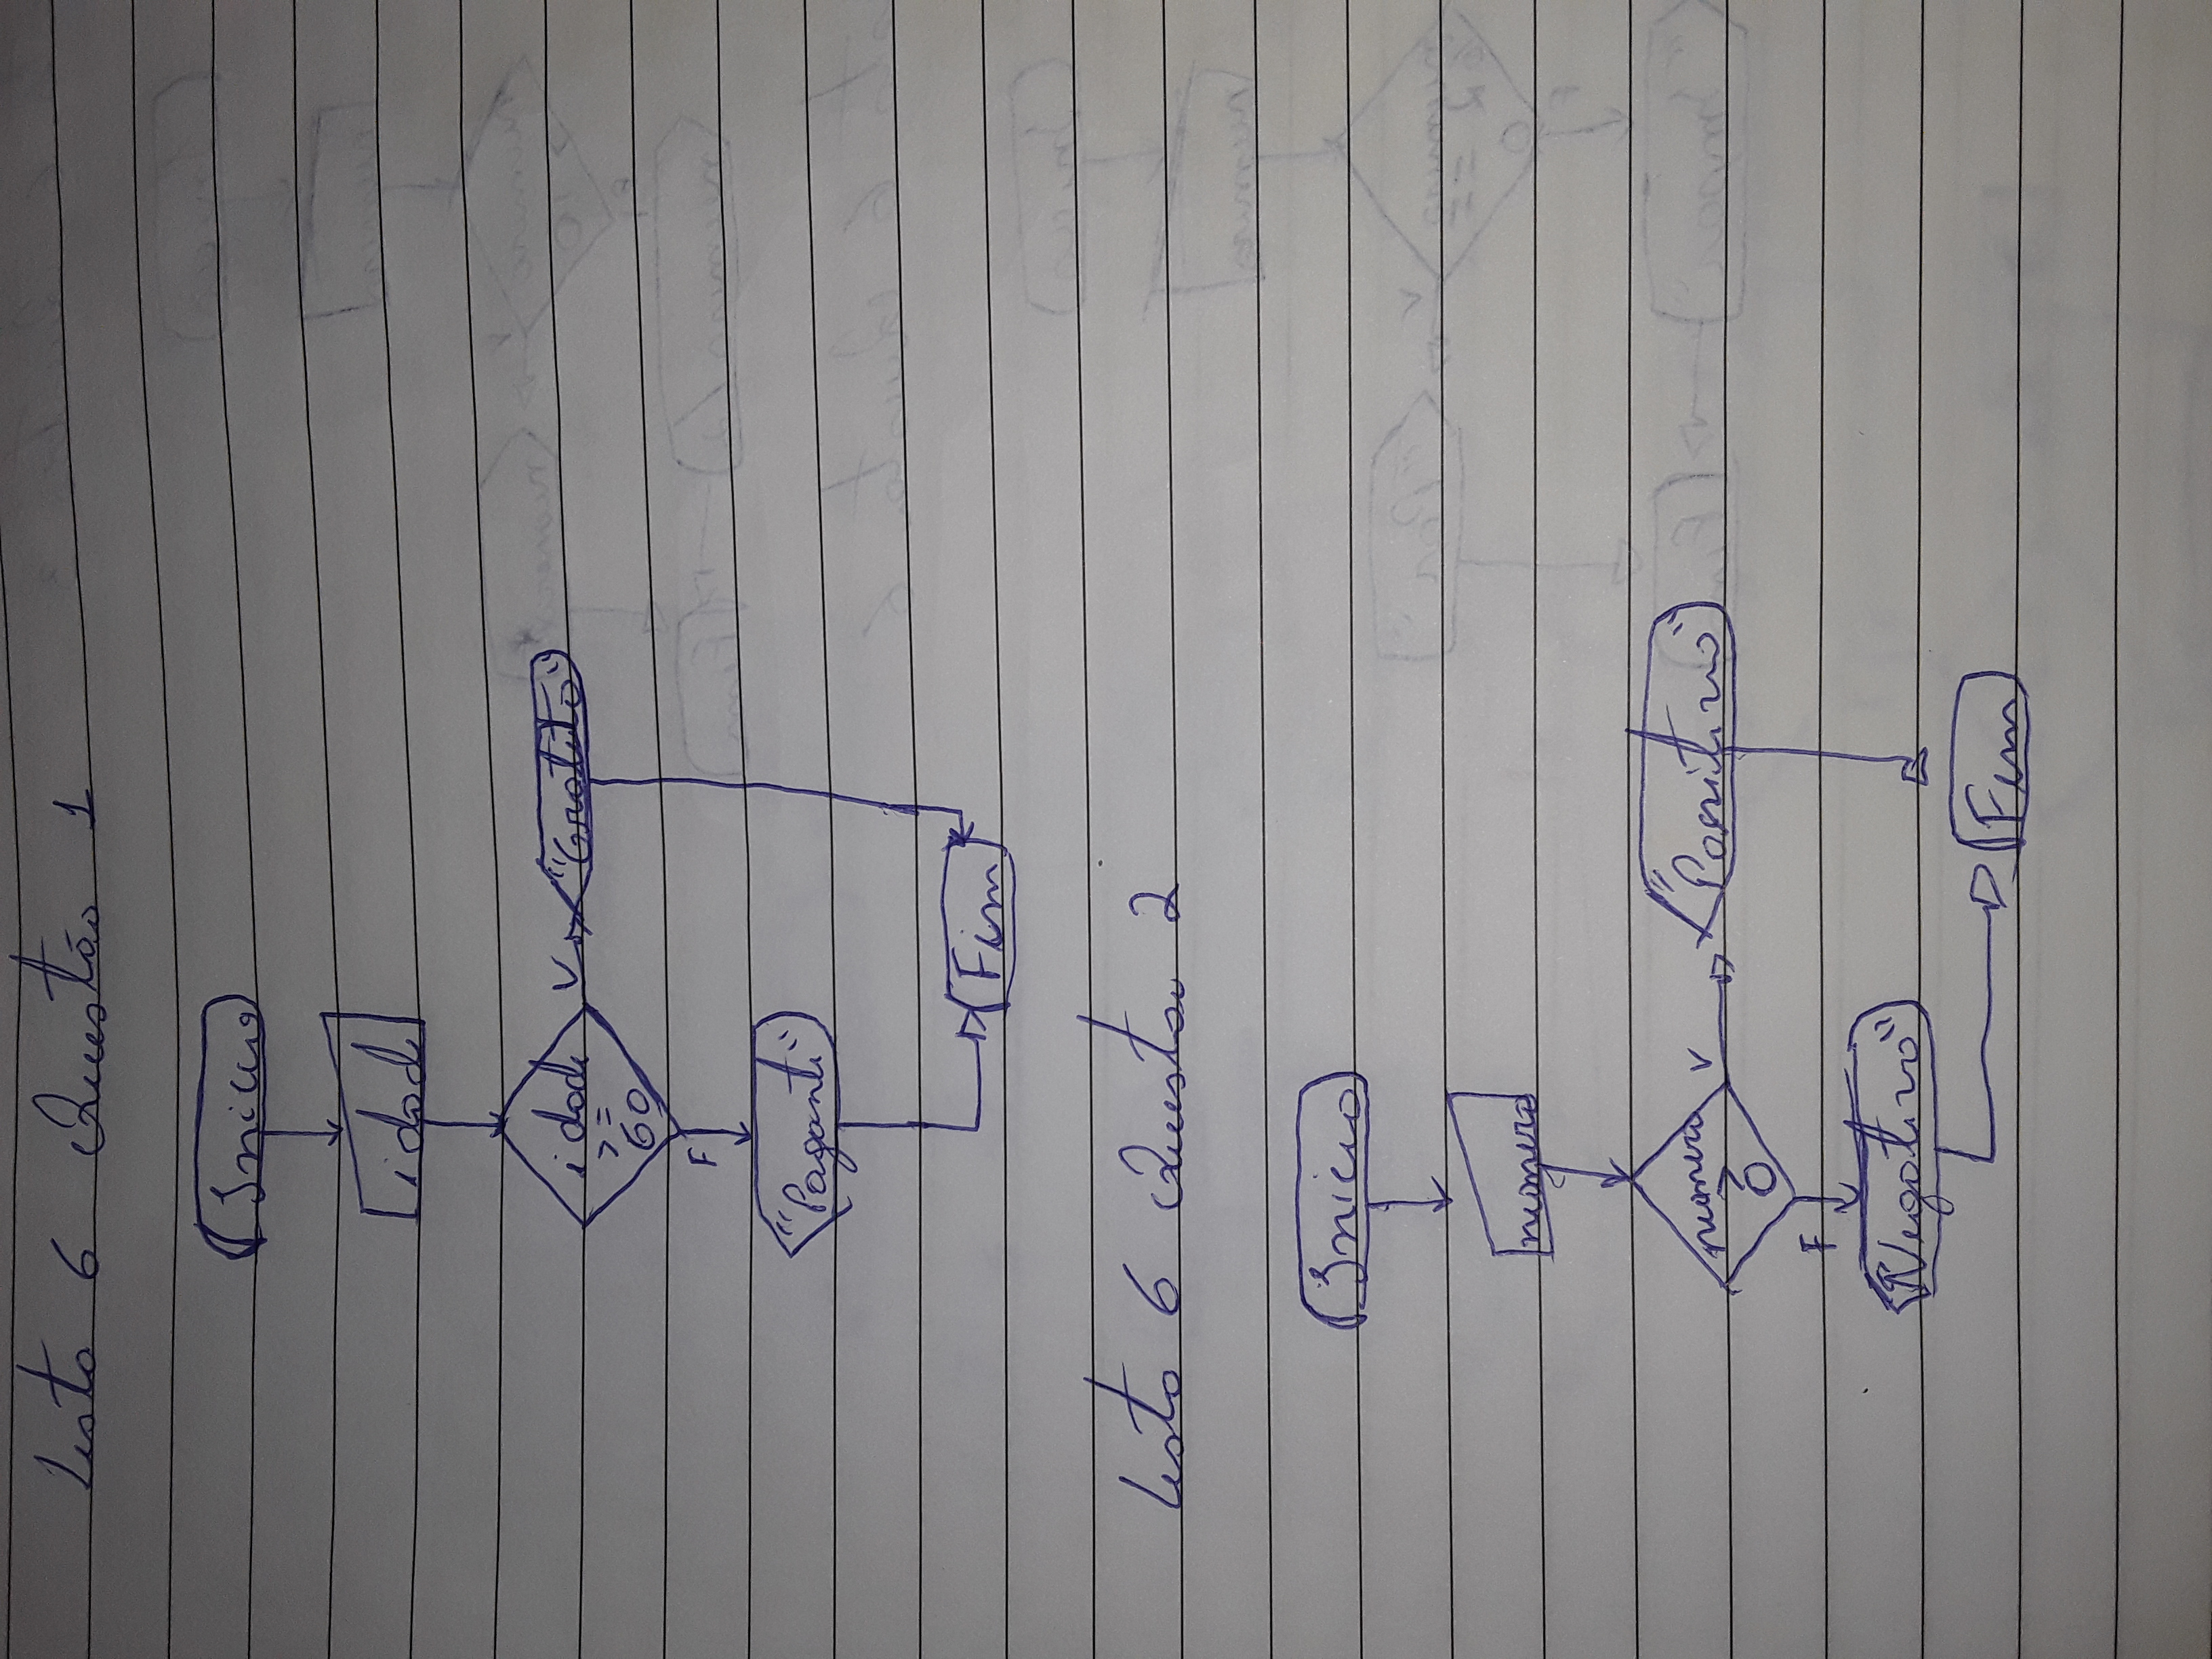 Lista 6 Questão 1
Inicio
idade
idade
>=
60
V
"Gratuito"
F
"Pagante"
Fim
Lista 6 Questao 2
Inicio
numero
numero
>
0
V
"Positivo"
F
"Negativo"
Fim